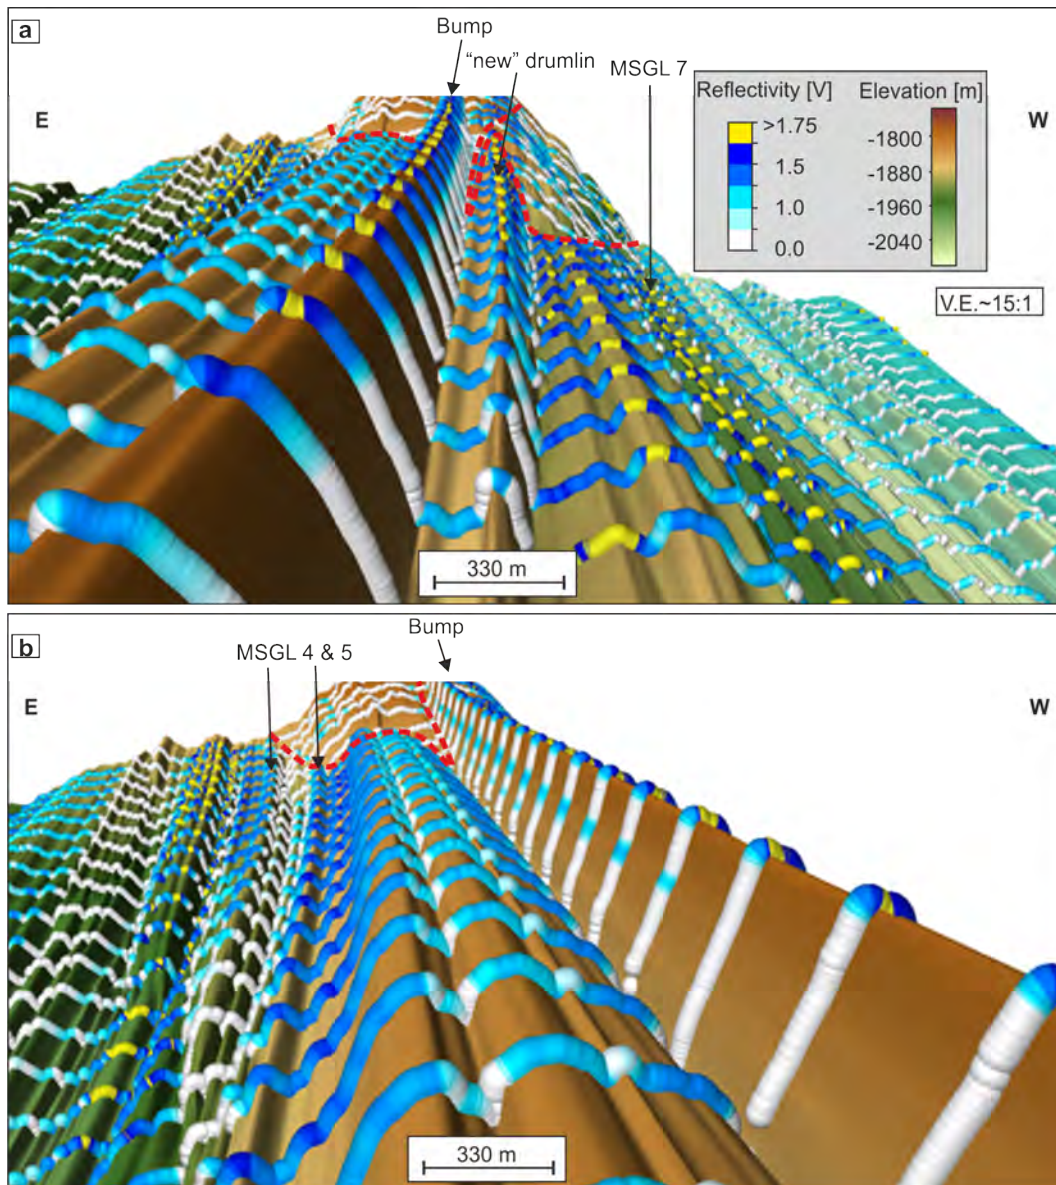 a
Bump
“new” drumlin
MSGL 7
E
W
Reflectivity [V]
Elevation [m]
>1.75
1.5
1.0
0.0
-1800
-1880
-1960
-2040
V.E.~15:1
330 m
b
Bump
MSGL 4 & 5
E
W
330 m